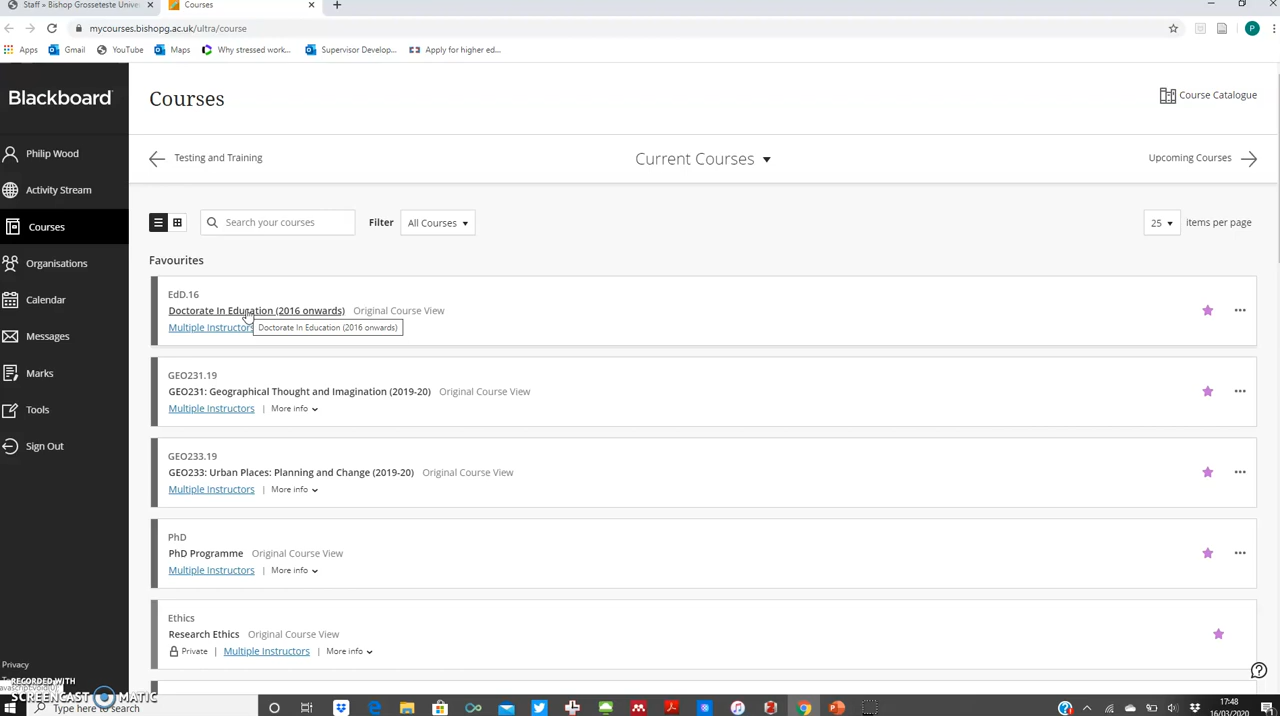 Staff » Bishop Grosseteste Univer
Courses
mycourses.bishopg.ac.uk/ultra/course
P
Apps
Gmail
YouTube
Maps
Why stressed work...
Supervisor Develop...
Apply for higher ed...
Blackboard
Courses
Course Catalogue
Philip Wood
Testing and Training
Current Courses
Upcoming Courses
Activity Stream
Courses
Search your courses
Filter
All Courses
25
items per page
Organisations
Favourites
Calendar
EdD.16
Doctorate In Education (2016 onwards) Original Course View
Multiple Instructors
Doctorate In Education (2016 onwards)
Messages
Marks
GEO231.19
GEO231: Geographical Thought and Imagination (2019-20) Original Course View
Multiple Instructors | More info
Tools
Sign Out
GEO233.19
GEO233: Urban Places: Planning and Change (2019-20) Original Course View
Multiple Instructors | More info
PhD
PhD Programme Original Course View
Multiple Instructors | More info
Ethics
Research Ethics Original Course View
Private | Multiple Instructors | More info
Privacy
RECORDED WITH
SCREENCAST MATIC
Type here to search
17:48
16/03/2020